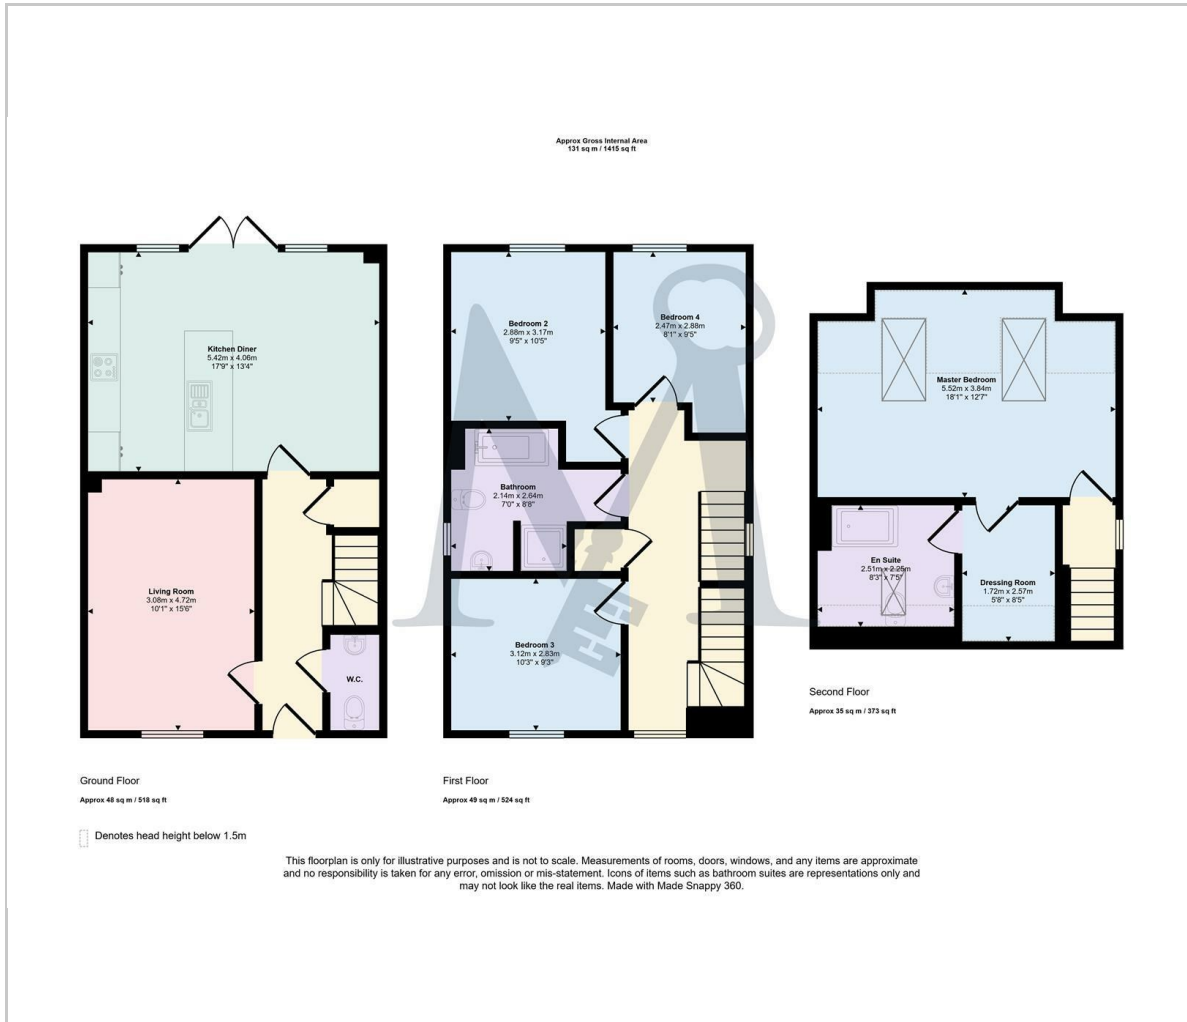 Approx Gross Internal Area
131 sq m / 1415 sq ft
Kitchen Diner
5.42m x 4.06m
17'9" x 13'4"
Living Room
3.08m x 4.72m
10'1" x 15'6"
W.C.
Ground Floor
Approx 48 sq m / 518 sq ft
Denotes head height below 1.5m
Bedroom 2
2.88m x 3.17m
9'5" x 10'5"
Bedroom 4
2.47m x 2.88m
8'1" x 9'5"
Bathroom
2.14m x 2.64m
7'0" x 8'8"
Bedroom 3
3.12m x 2.83m
10'3" x 9'3"
First Floor
Approx 49 sq m / 524 sq ft
Master Bedroom
5.52m x 3.84m
18'1" x 12'7"
En Suite
2.51m x 2.25m
8'3" x 7'5"
Dressing Room
1.72m x 2.57m
5'8" x 8'5"
Second Floor
Approx 35 sq m / 373 sq ft
This floorplan is only for illustrative purposes and is not to scale. Measurements of rooms, doors, windows, and any items are approximate
and no responsibility is taken for any error, omission or mis-statement. Icons of items such as bathroom suites are representations only and
may not look like the real items. Made with Made Snappy 360.